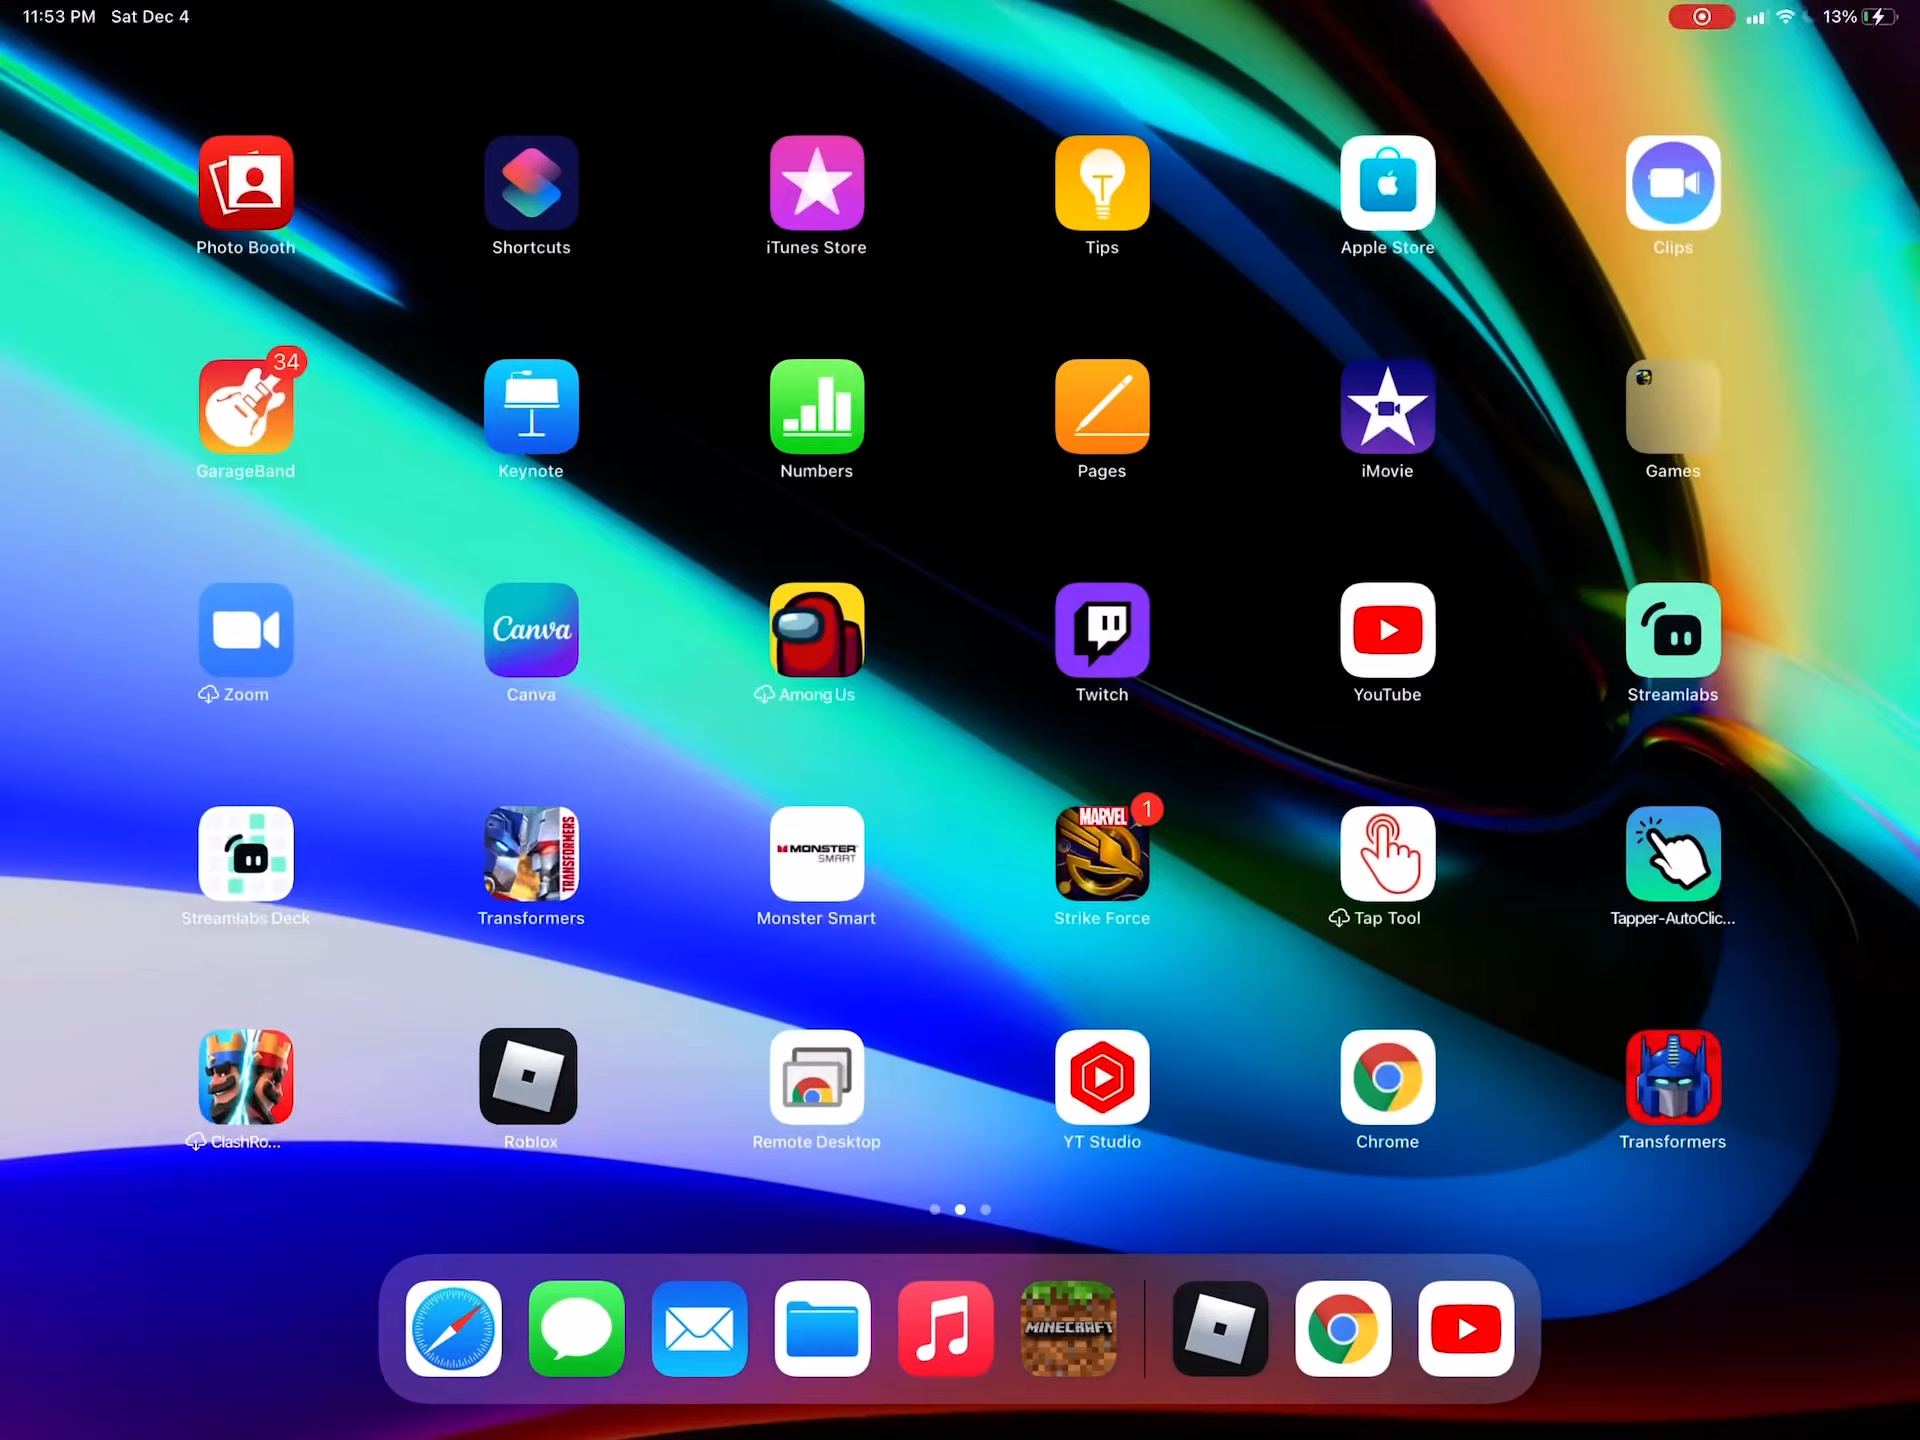 11:53 PM Sat Dec 4
13%
Photo Booth
Shortcuts
iTunes Store
Tips
Apple Store
Clips
34
GarageBand
Keynote
Numbers
Pages
iMovie
Games
Canva
Zoom
Canva
Among Us
Twitch
YouTube
Streamlabs
TRANSFORMERS
MONSTER
SMART
MARVEL
1
Streamlabs Deck
Transformers
Monster Smart
Strike Force
Tap Tool
Tapper-AutoClic...
ClashRo...
Roblox
Remote Desktop
YT Studio
Chrome
Transformers
MINECRAFT